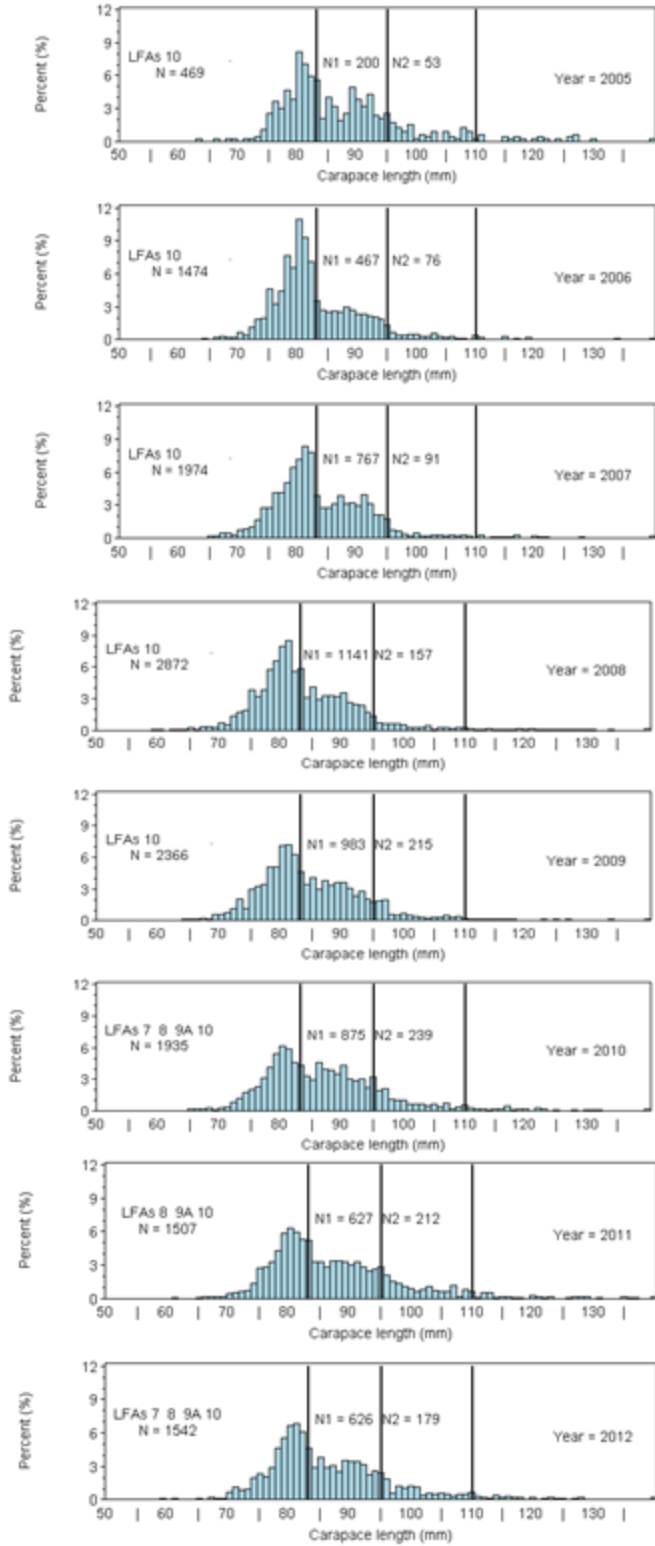 12
LFAs 10
N = 469
N1 = 200 N2 = 53
Year = 2005
9
6
3
0
Percent (%)
50 | 60 | 70 | 80 | 90 | 100 | 110 | 120 | 130 |
Carapace length (mm)
12
LFAs 10
N = 1474
N1 = 467 N2 = 76
Year = 2006
9
6
3
0
Percent (%)
50 | 60 | 70 | 80 | 90 | 100 | 110 | 120 | 130 |
Carapace length (mm)
12
LFAs 10
N = 1974
N1 = 767 N2 = 91
Year = 2007
9
6
3
0
Percent (%)
50 | 60 | 70 | 80 | 90 | 100 | 110 | 120 | 130 |
Carapace length (mm)
12
LFAs 10
N = 2872
N1 = 1141 N2 = 157
Year = 2008
9
6
3
0
Percent (%)
50 | 60 | 70 | 80 | 90 | 100 | 110 | 120 | 130 |
Carapace length (mm)
12
LFAs 10
N = 2366
N1 = 983 N2 = 215
Year = 2009
9
6
3
0
Percent (%)
50 | 60 | 70 | 80 | 90 | 100 | 110 | 120 | 130 |
Carapace length (mm)
12
LFAs 7 8 9A 10
N = 1935
N1 = 875 N2 = 239
Year = 2010
9
6
3
0
Percent (%)
50 | 60 | 70 | 80 | 90 | 100 | 110 | 120 | 130 |
Carapace length (mm)
12
LFAs 8 9A 10
N = 1507
N1 = 627 N2 = 212
Year = 2011
9
6
3
0
Percent (%)
50 | 60 | 70 | 80 | 90 | 100 | 110 | 120 | 130 |
Carapace length (mm)
12
LFAs 7 8 9A 10
N = 1542
N1 = 626 N2 = 179
Year = 2012
9
6
3
0
Percent (%)
50 | 60 | 70 | 80 | 90 | 100 | 110 | 120 | 130 |
Carapace length (mm)